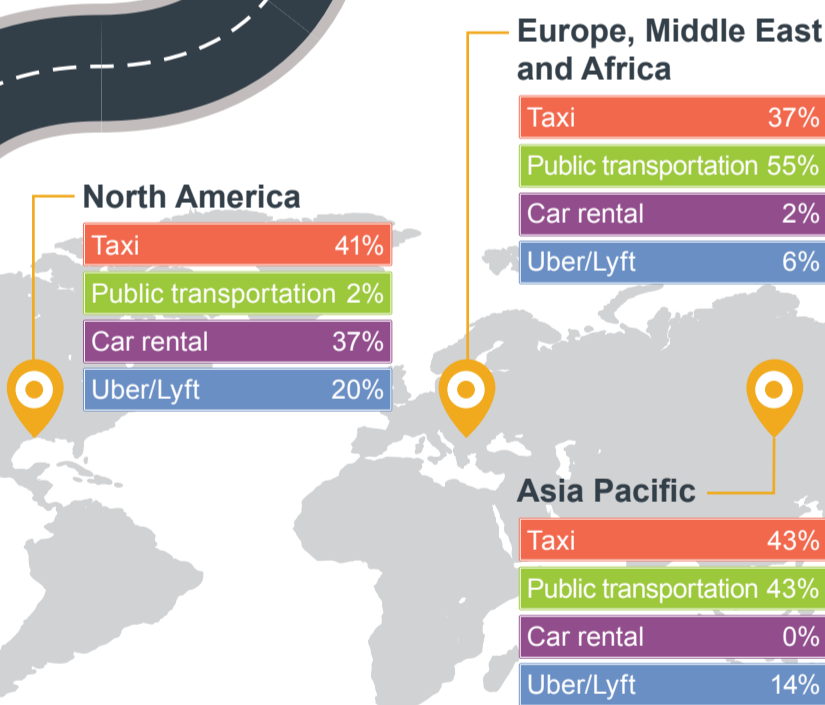 Europe, Middle East
and Africa
Taxi 37%
Public transportation 55%
Car rental 2%
Uber/Lyft 6%
North America
Taxi 41%
Public transportation 2%
Car rental 37%
Uber/Lyft 20%
Asia Pacific
Taxi 43%
Public transportation 43%
Car rental 0%
Uber/Lyft 14%